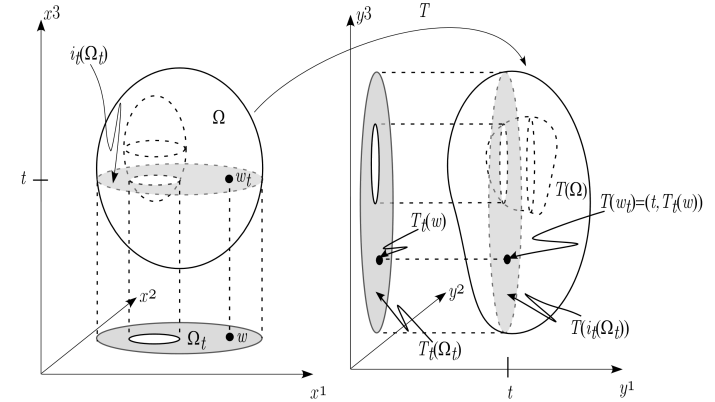 x3
i_t(Ω_t)
Ω
t
w_t
x2
Ω_t
w
x1
T
y3
T(Ω)
T(w_t)=(t,T_t(w))
T_t(w)
y2
T_t(Ω_t)
T(i_t(Ω_t))
t
y1